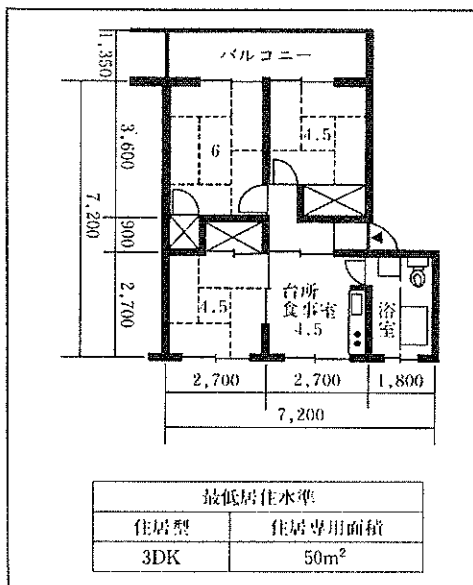 バルコニー
1,350
3,600
7,200
900
2,700
6
4.5
4.5
台所
食事室
4.5
浴室
2,700 2,700 1,800
7,200
最低居住水準
住居型 住居専用面積
3DK 50m²